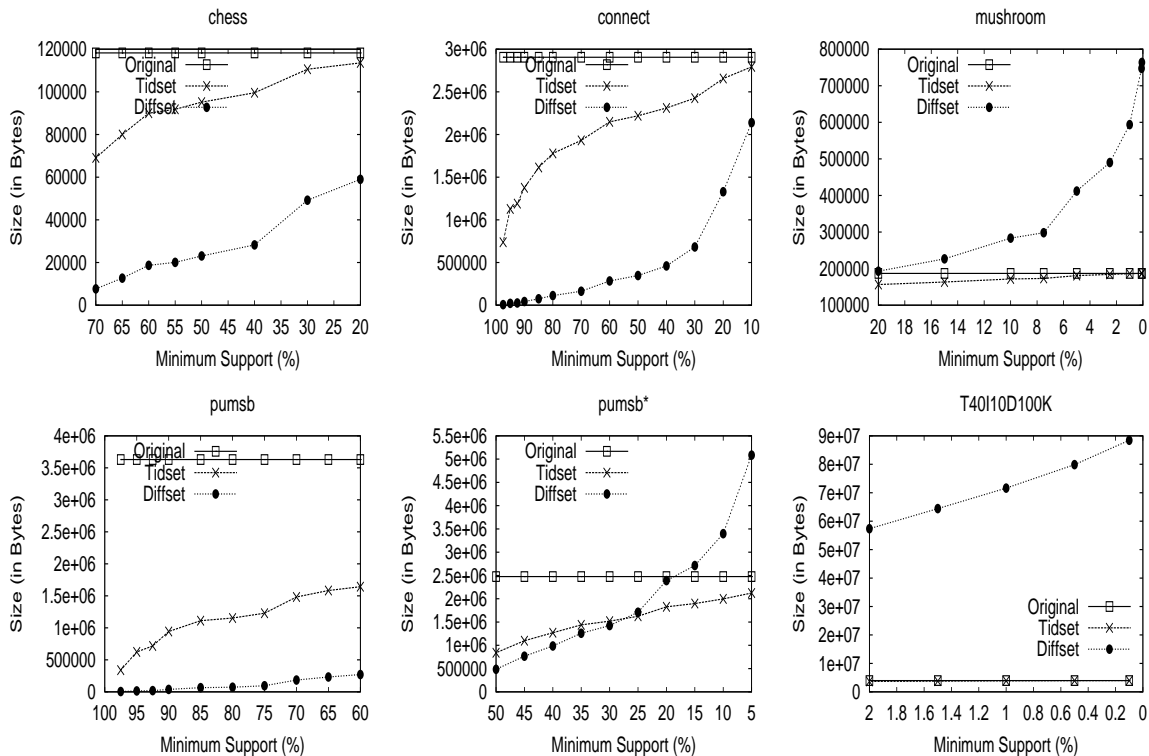 chess
Size (in Bytes)
120000
100000
80000
60000
40000
20000
0
Original
Tidset
Diffset
70 65 60 55 50 45 40 35 30 25 20
Minimum Support (%)
connect
Size (in Bytes)
3e+06
2.5e+06
2e+06
1.5e+06
1e+06
500000
0
Original
Tidset
Diffset
100 90 80 70 60 50 40 30 20 10
Minimum Support (%)
mushroom
Size (in Bytes)
800000
700000
600000
500000
400000
300000
200000
100000
Original
Tidset
Diffset
20 18 16 14 12 10 8 6 4 2 0
Minimum Support (%)
pumsb
Size (in Bytes)
4e+06
3.5e+06
3e+06
2.5e+06
2e+06
1.5e+06
1e+06
500000
0
Original
Tidset
Diffset
100 95 90 85 80 75 70 65 60
Minimum Support (%)
pumsb*
Size (in Bytes)
5.5e+06
5e+06
4.5e+06
4e+06
3.5e+06
3e+06
2.5e+06
2e+06
1.5e+06
1e+06
500000
0
Original
Tidset
Diffset
50 45 40 35 30 25 20 15 10 5
Minimum Support (%)
T40I10D100K
Size (in Bytes)
9e+07
8e+07
7e+07
6e+07
5e+07
4e+07
3e+07
2e+07
1e+07
0
Original
Tidset
Diffset
2 1.8 1.6 1.4 1.2 1 0.8 0.6 0.4 0.2 0
Minimum Support (%)